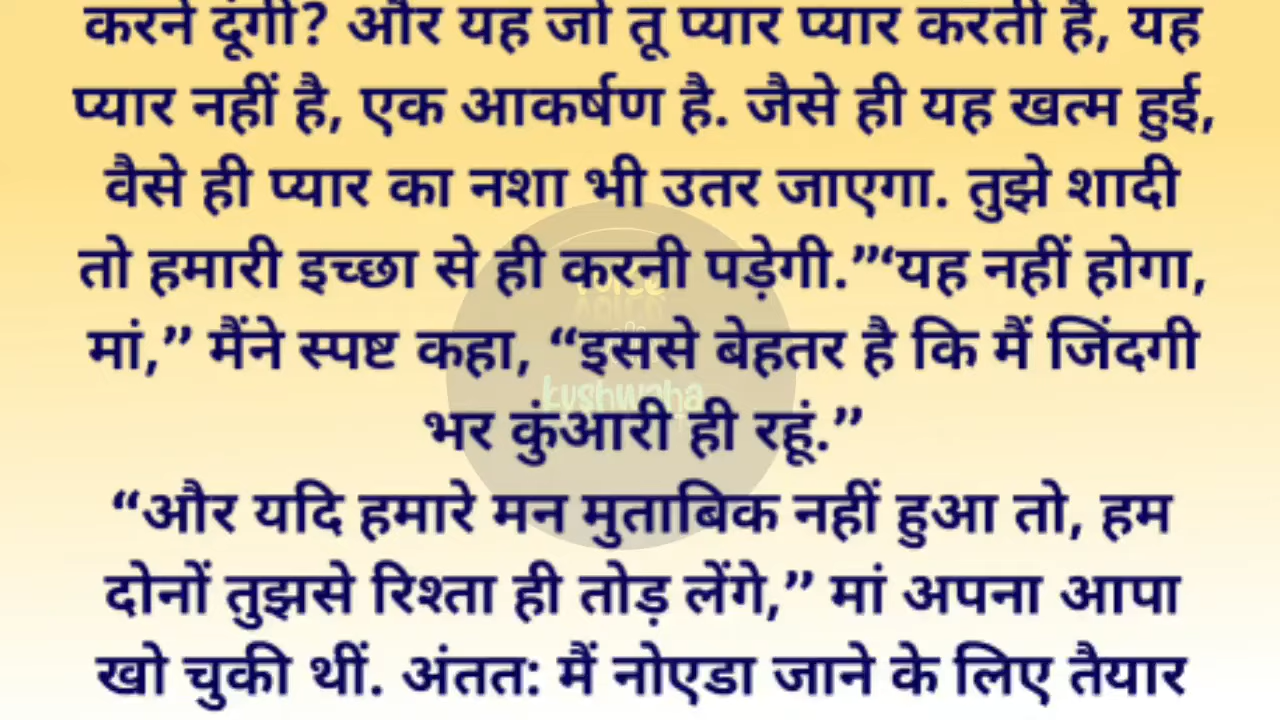 करने दूंगी? और यह जो तू प्यार प्यार करती है, यह
प्यार नहीं है, एक आकर्षण है. जैसे ही यह खत्म हुई,
वैसे ही प्यार का नशा भी उतर जाएगा. तुझे शादी
तो हमारी इच्छा से ही करनी पड़ेगी.”‘यह नहीं होगा,
मां,” मैंने स्पष्ट कहा, “इससे बेहतर है कि मैं जिंदगी
kushwaha
भर कुंआरी ही रहूं.”
“और यदि हमारे मन मुताबिक नहीं हुआ तो, हम
दोनों तुझसे रिश्ता ही तोड़ लेंगे,” मां अपना आपा
खो चुकी थीं. अंतत: मैं नोएडा जाने के लिए तैयार